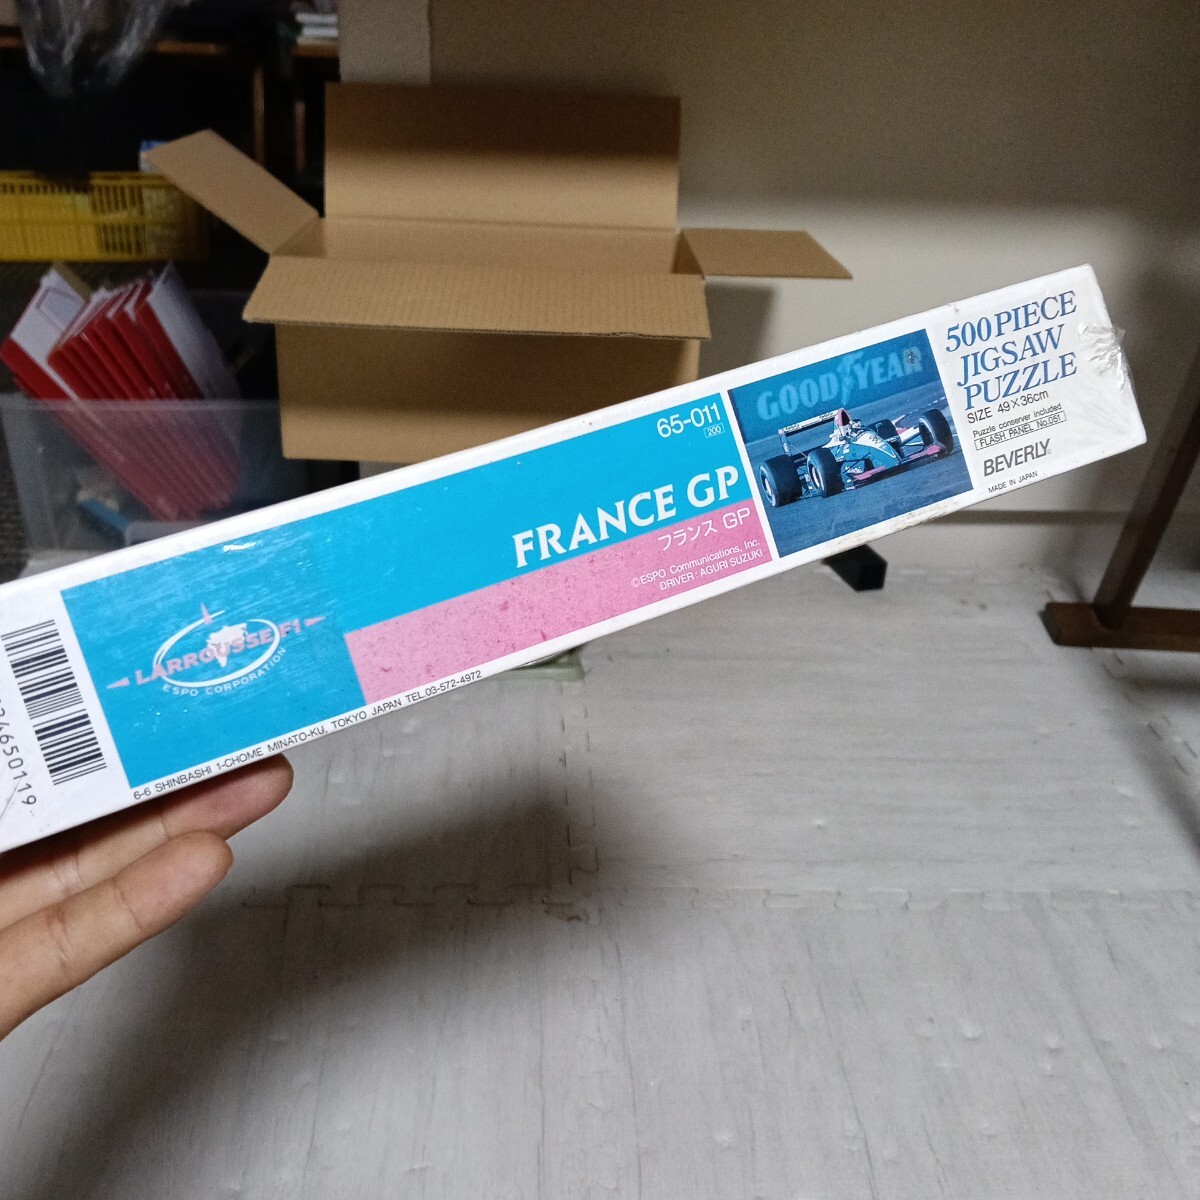 500 PIECE
JIGSAW
PUZZLE
SIZE 49×36cm
Puzzle conserver included
FLASH PANEL No.051
BEVERLY
MADE IN JAPAN
GOODYEAR
65-011
200
FRANCE GP
フランス GP
©ESPO Communications, Inc.
DRIVER : AGURI SUZUKI
LARROUSSE F1
ESPO CORPORATION
6-6 SHINBASHI 1-CHOME MINATO-KU, TOKYO JAPAN TEL.03-572-4972
4650119